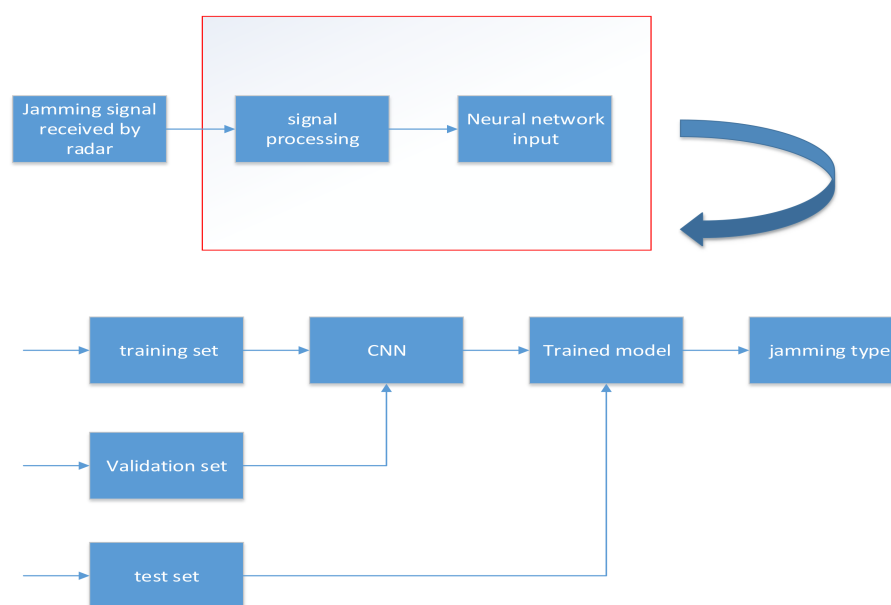 Jamming signal
received by
radar
signal
processing
Neural network
input
training set
CNN
Trained model
jamming type
Validation set
test set